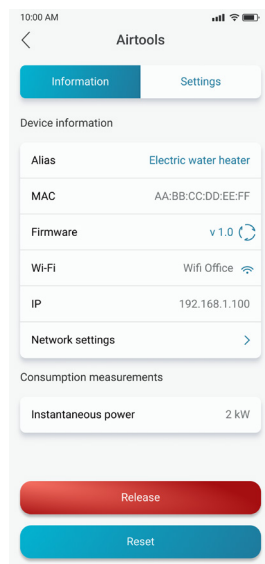 10:00 AM
Airtools
Information Settings
Device information
Alias Electric water heater
MAC AA:BB:CC:DD:EE:FF
Firmware v 1.0
Wi-Fi Wifi Office
IP 192.168.1.100
Network settings
Consumption measurements
Instantaneous power 2 kW
Release
Reset